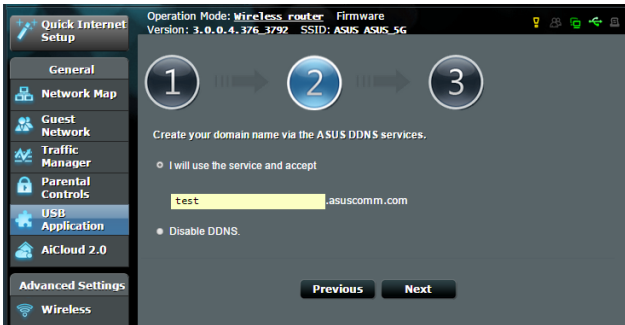 Quick Internet
Setup
Operation Mode: Wireless router Firmware
Version: 3.0.0.4.376_3792 SSID: ASUS ASUS_5G
General
Network Map
Guest
Network
Traffic
Manager
Parental
Controls
USB
Application
AiCloud 2.0
Advanced Settings
Wireless
1
2
3
Create your domain name via the ASUS DDNS services.
I will use the service and accept
test .asuscomm.com
Disable DDNS.
Previous Next